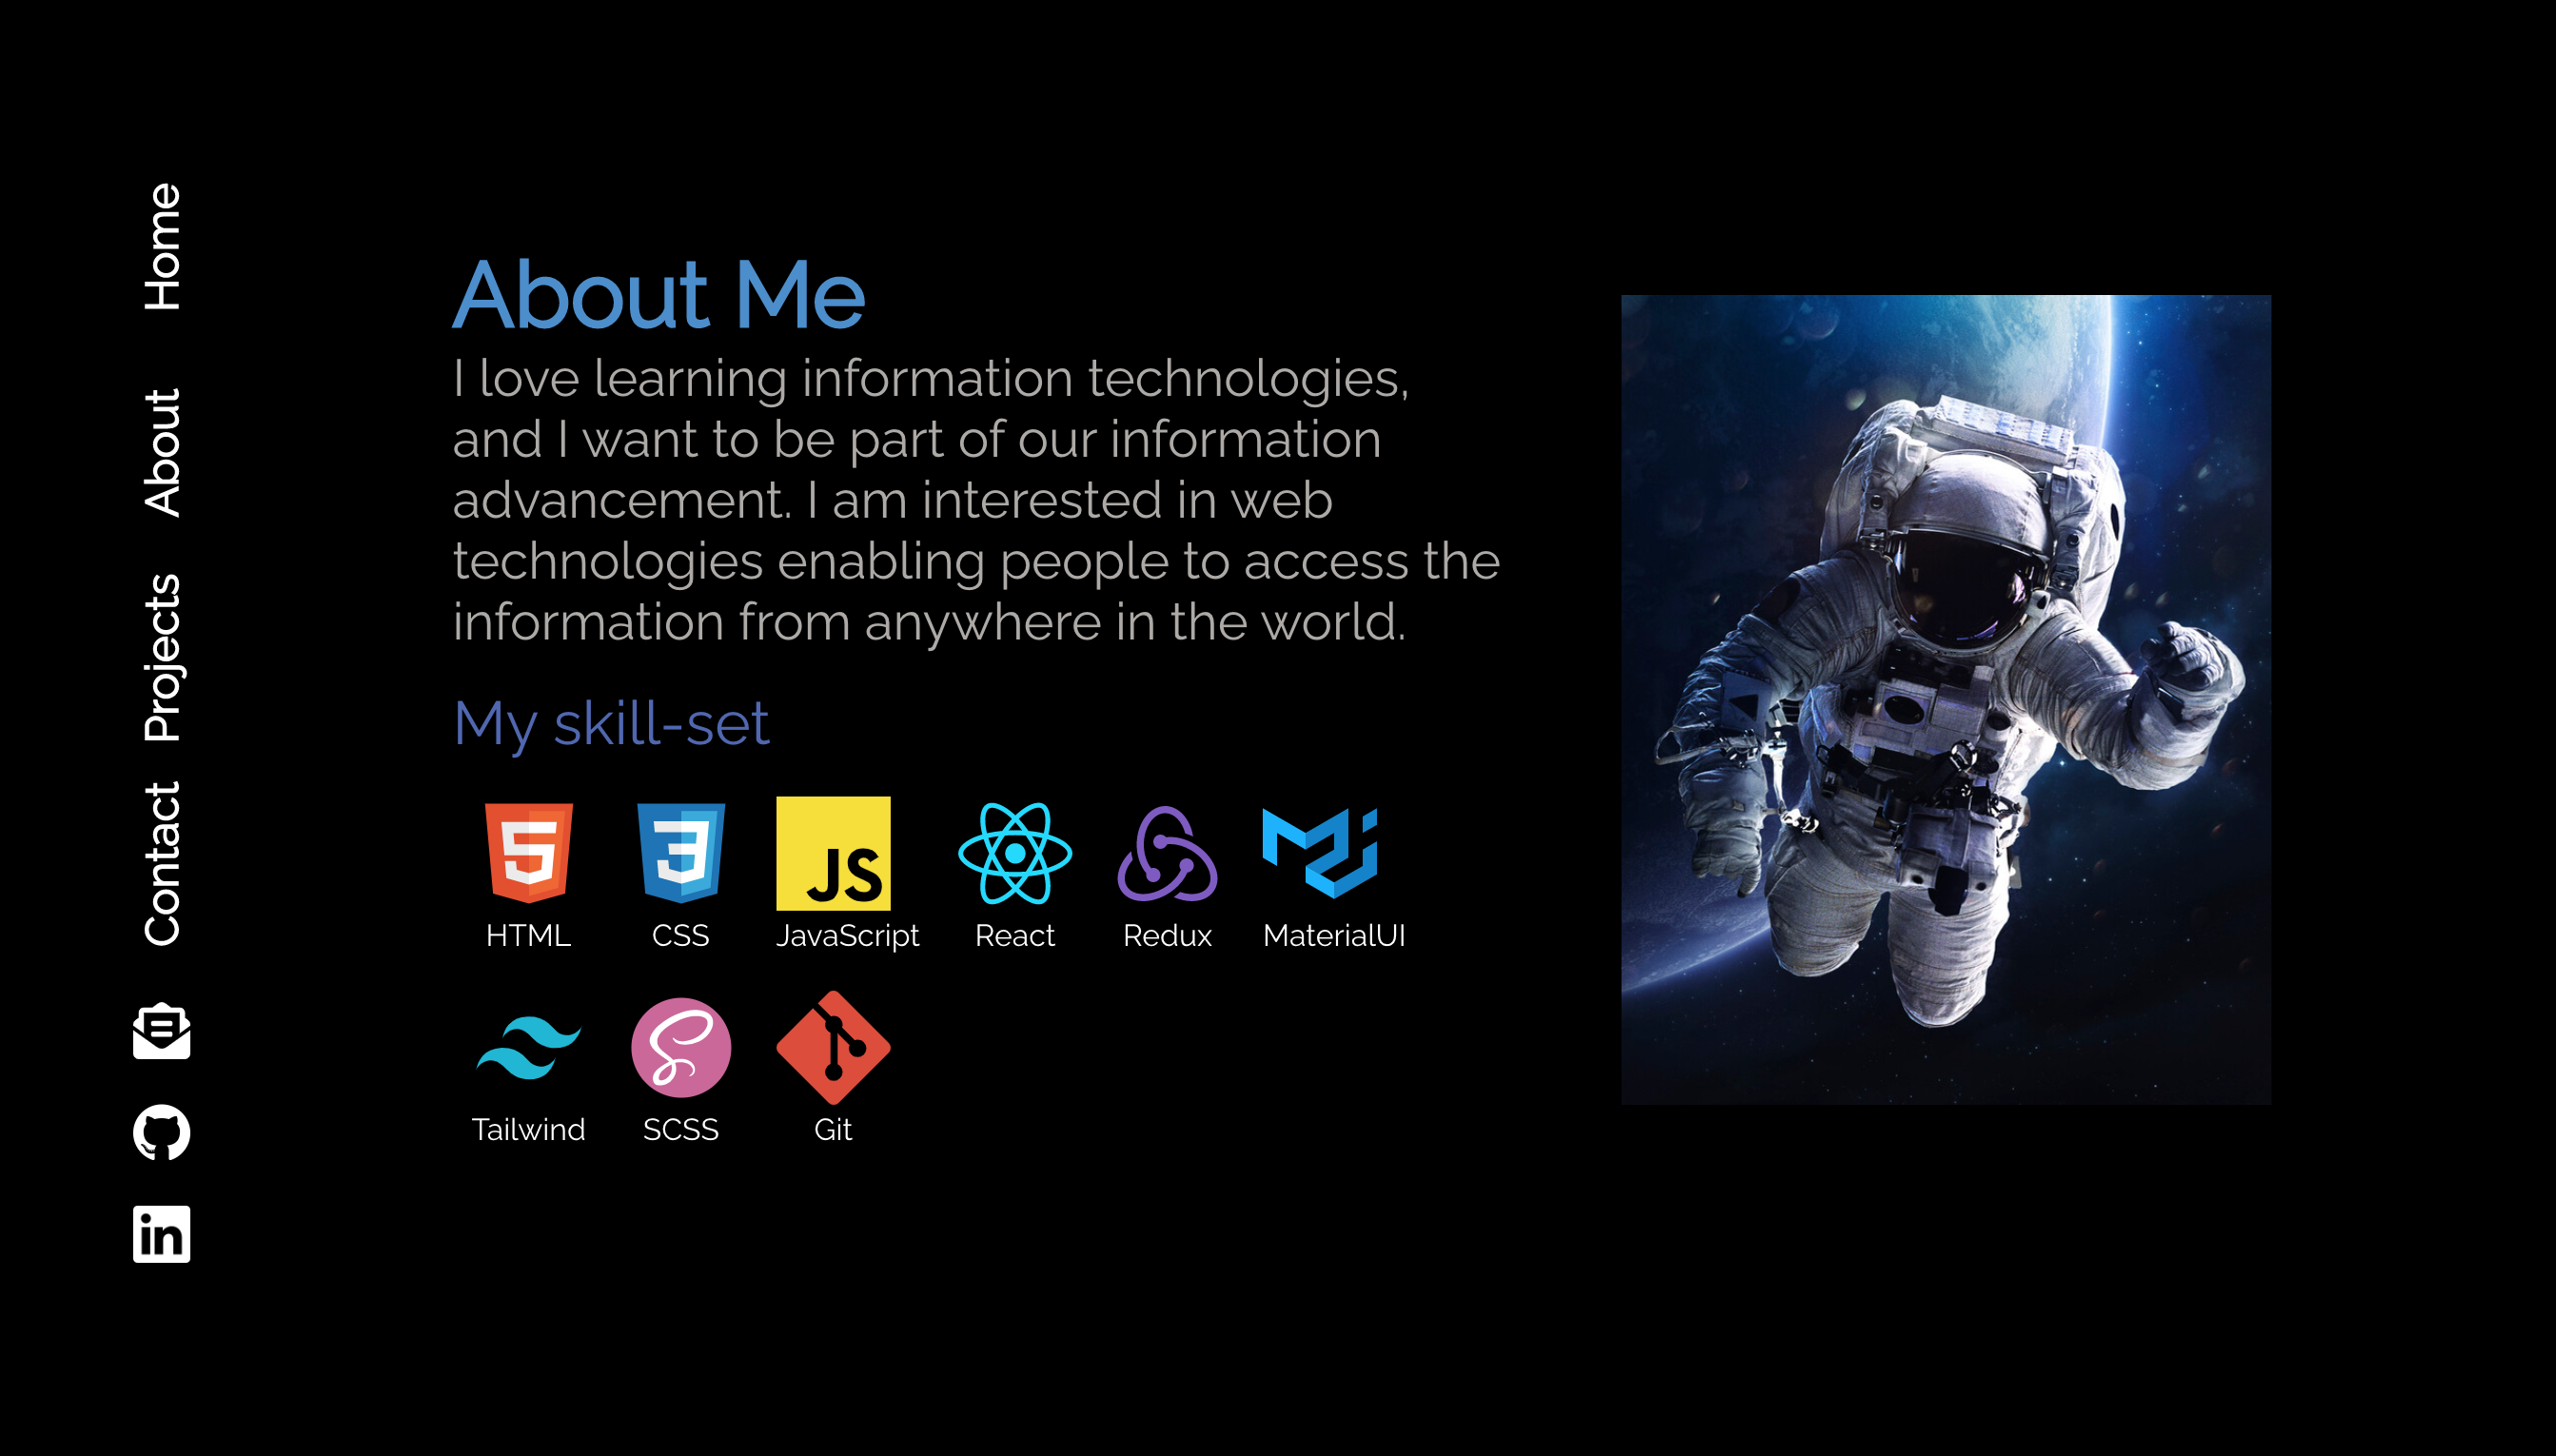 Home
About
Projects
Contact
in
About Me
I love learning information technologies,
and I want to be part of our information
advancement. I am interested in web
technologies enabling people to access the
information from anywhere in the world.
My skill-set
5
3
JS
HTML
CSS
JavaScript
React
Redux
MaterialUI
Tailwind
SCSS
Git